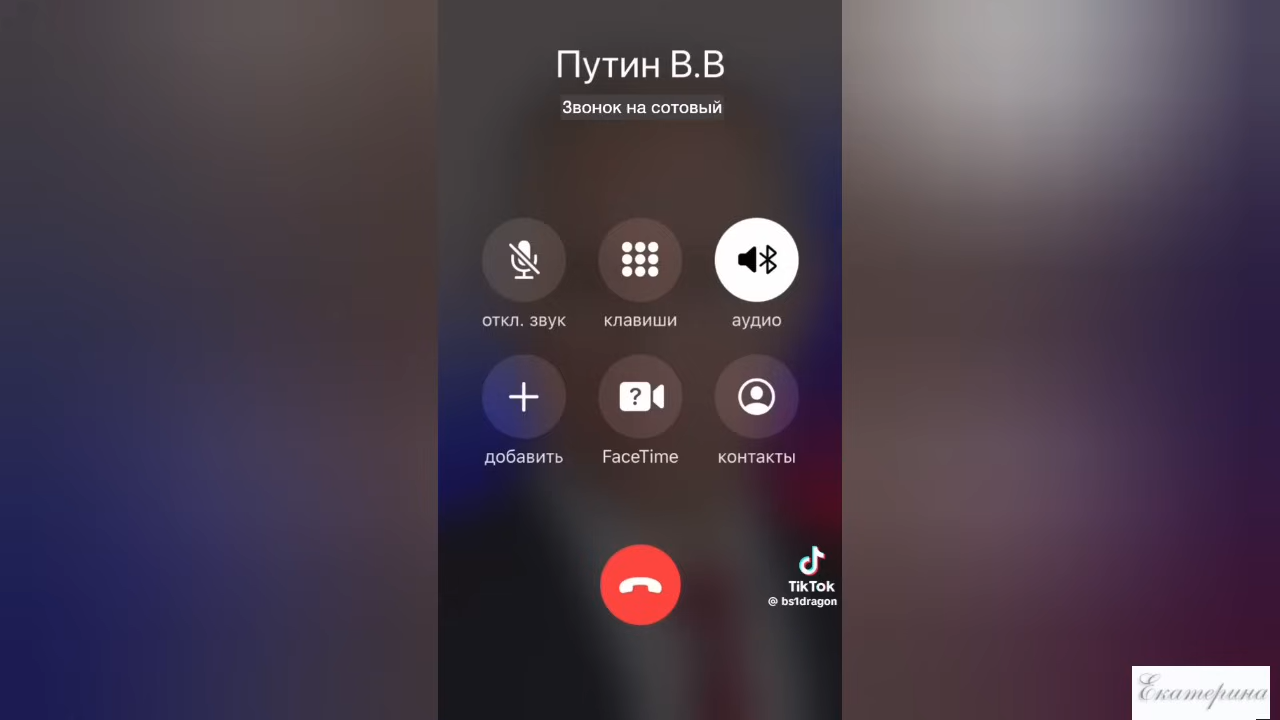 Путин В.В
Звонок на сотовый
откл. звук
клавиши
аудио
?
добавить
FaceTime
контакты
TikTok
@ bs1dragon
Екатерина